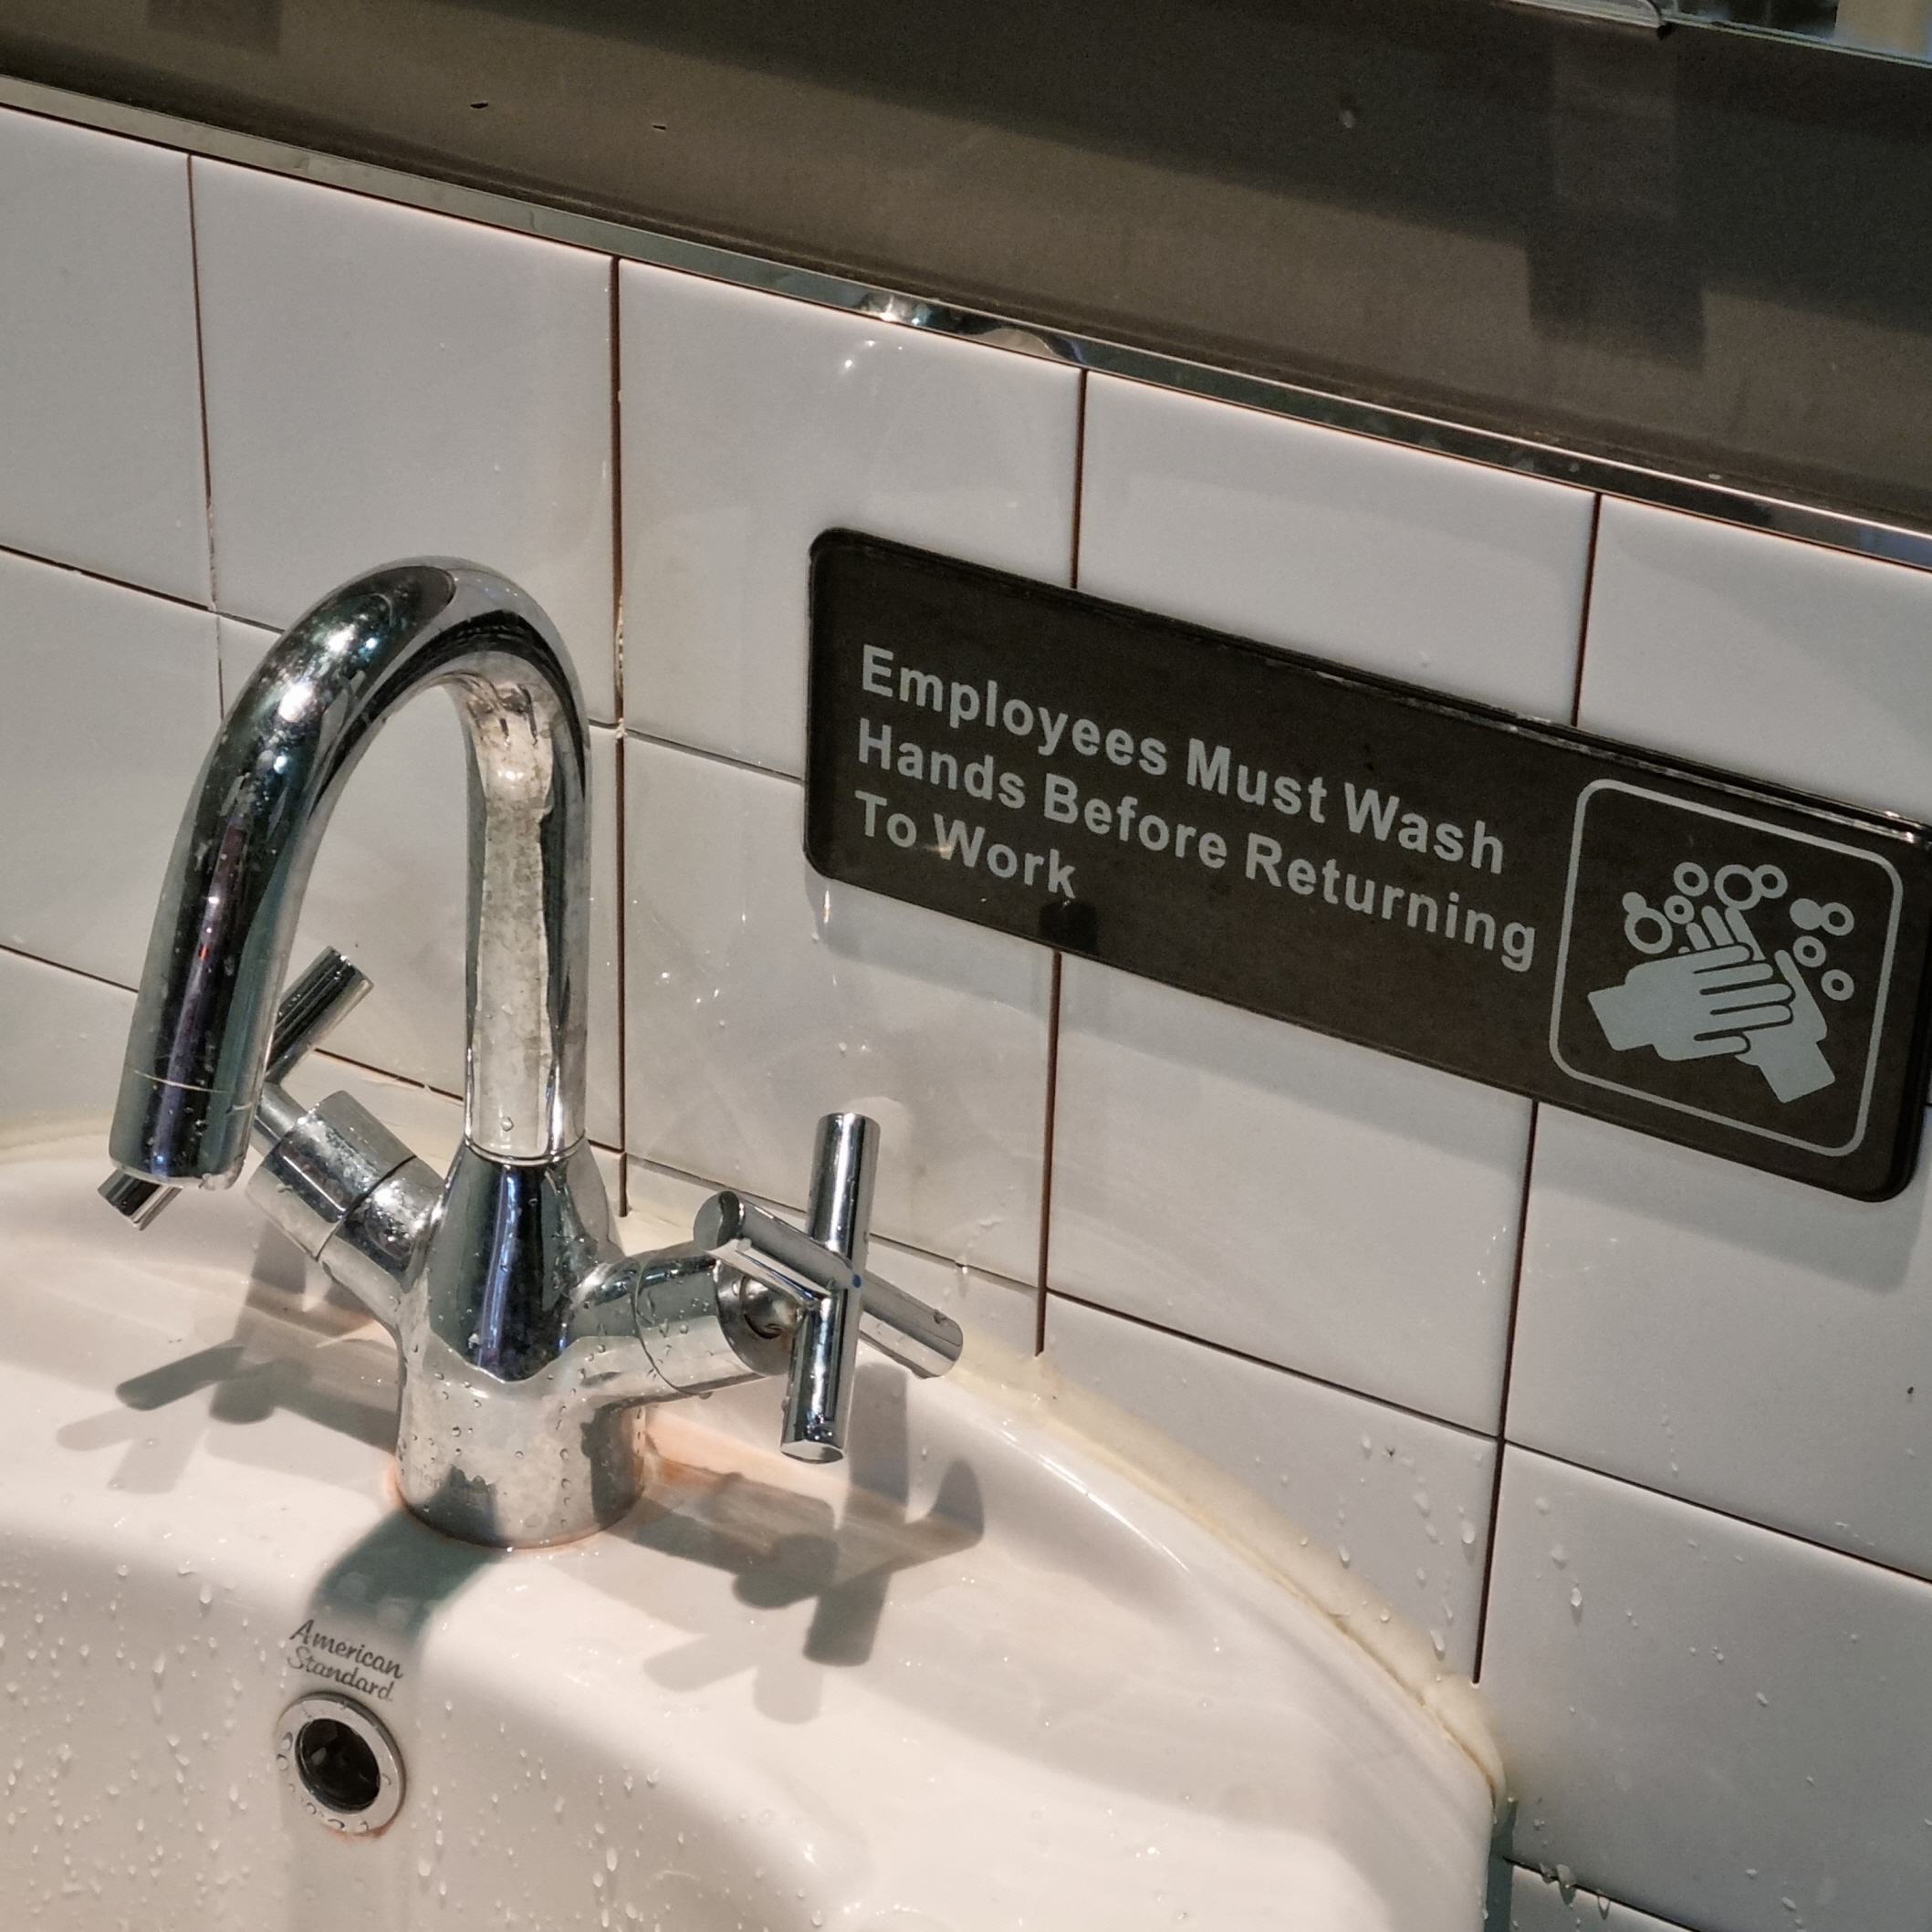 Employees Must Wash
Hands Before Returning
To Work
American
Standard